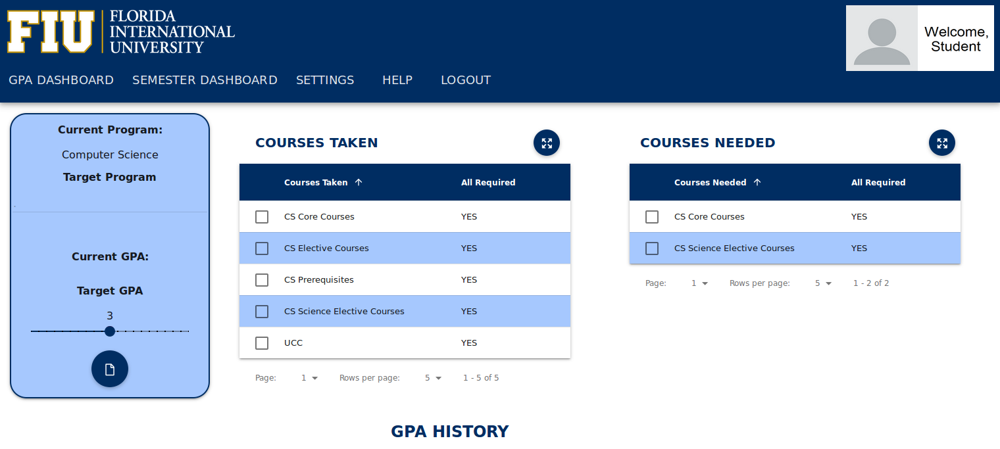 FIU
FLORIDA
INTERNATIONAL
UNIVERSITY
Welcome,
Student
GPA DASHBOARD SEMESTER DASHBOARD SETTINGS HELP LOGOUT
Current Program:
Computer Science
Target Program
Current GPA:
Target GPA
3
COURSES TAKEN
Courses Taken ↑ All Required
CS Core Courses YES
CS Elective Courses YES
CS Prerequisites YES
CS Science Elective Courses YES
UCC YES
Page: 1 Rows per page: 5 1 - 5 of 5
COURSES NEEDED
Courses Needed ↑ All Required
CS Core Courses YES
CS Science Elective Courses YES
Page: 1 Rows per page: 5 1 - 2 of 2
GPA HISTORY